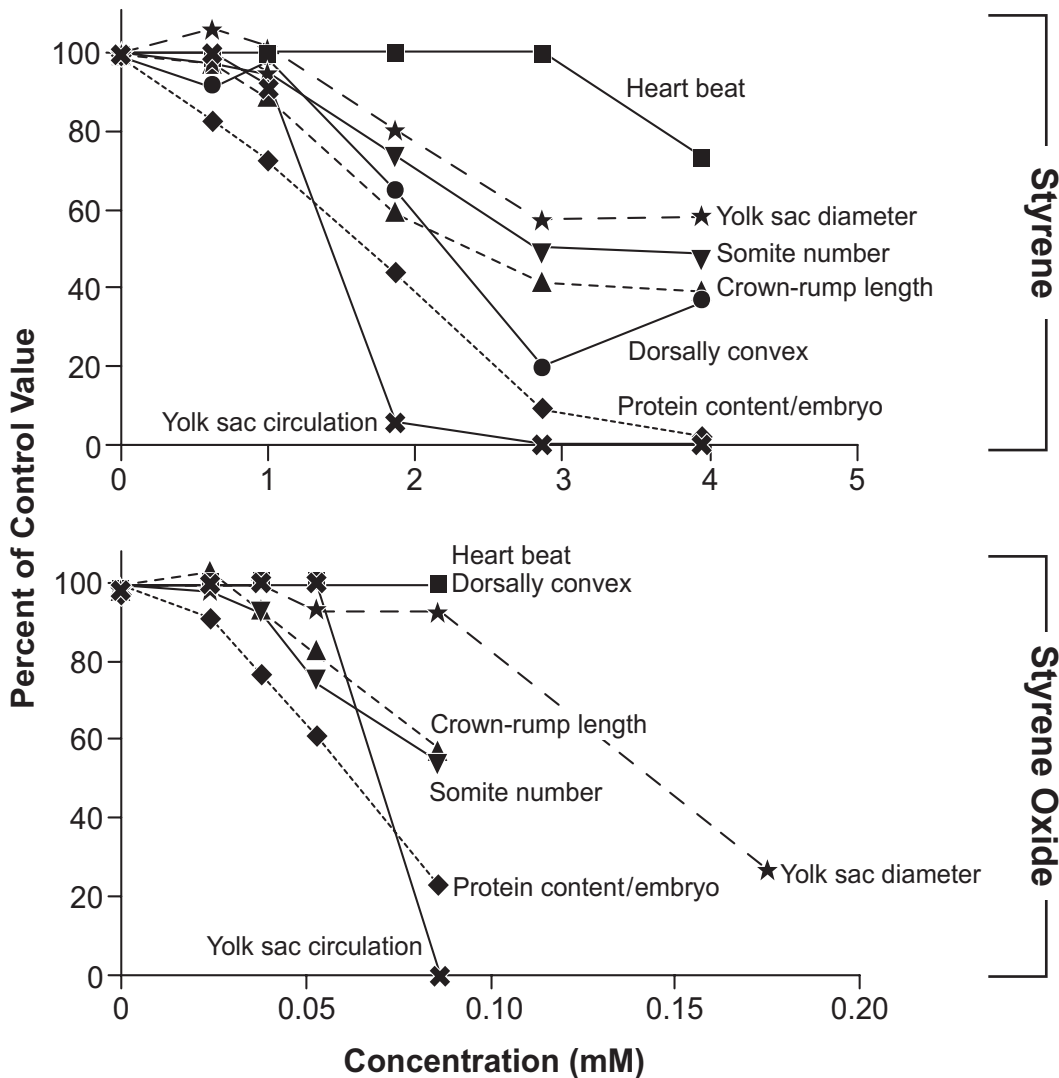 Percent of Control Value
100
80
60
40
20
0
0 1 2 3 4 5
Heart beat
Yolk sac diameter
Somite number
Crown-rump length
Dorsally convex
Protein content/embryo
Yolk sac circulation
Styrene
100
80
60
40
20
0
0 0.05 0.10 0.15 0.20
Heart beat
Dorsally convex
Crown-rump length
Somite number
Protein content/embryo
Yolk sac diameter
Yolk sac circulation
Styrene Oxide
Concentration (mM)